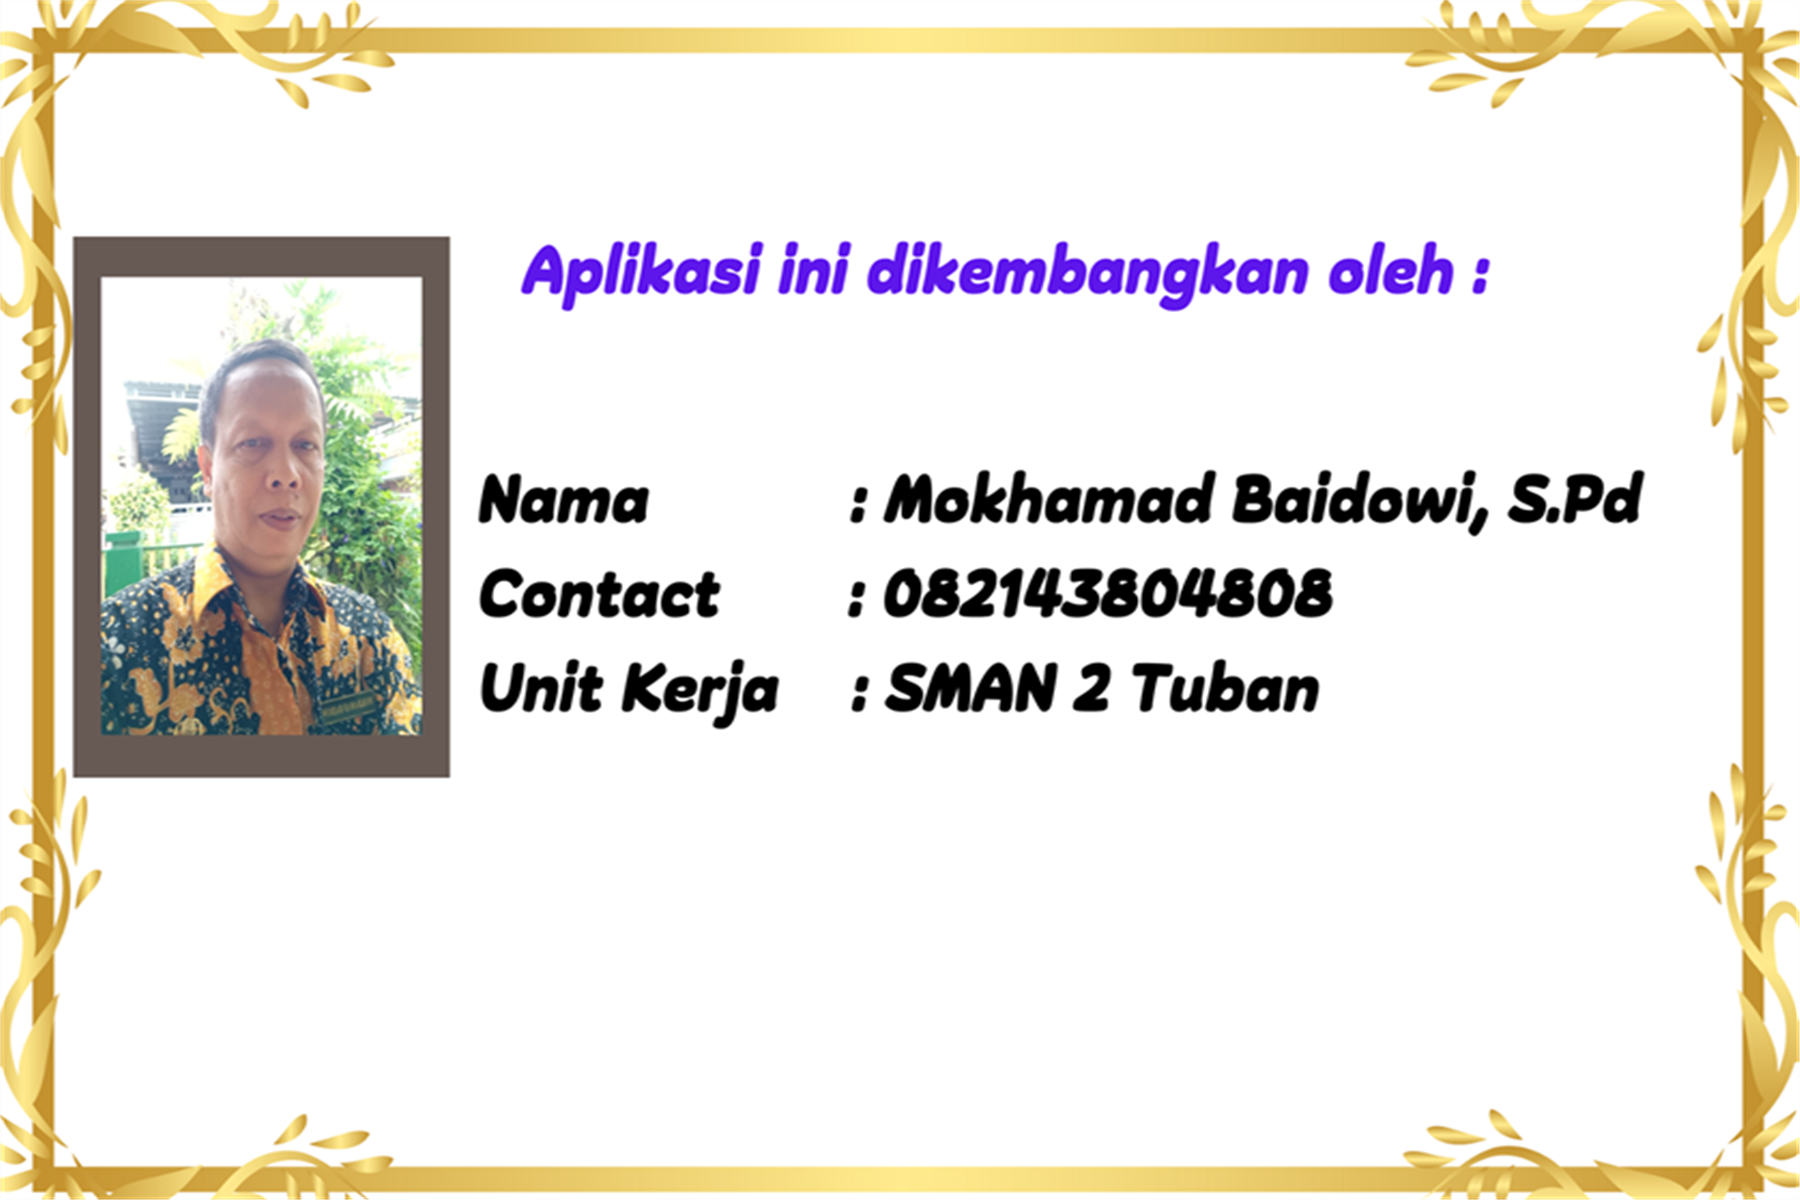 Aplikasi ini dikembangkan oleh :
Nama : Mokhamad Baidowi, S.Pd
Contact : 082143804808
Unit Kerja : SMAN 2 Tuban